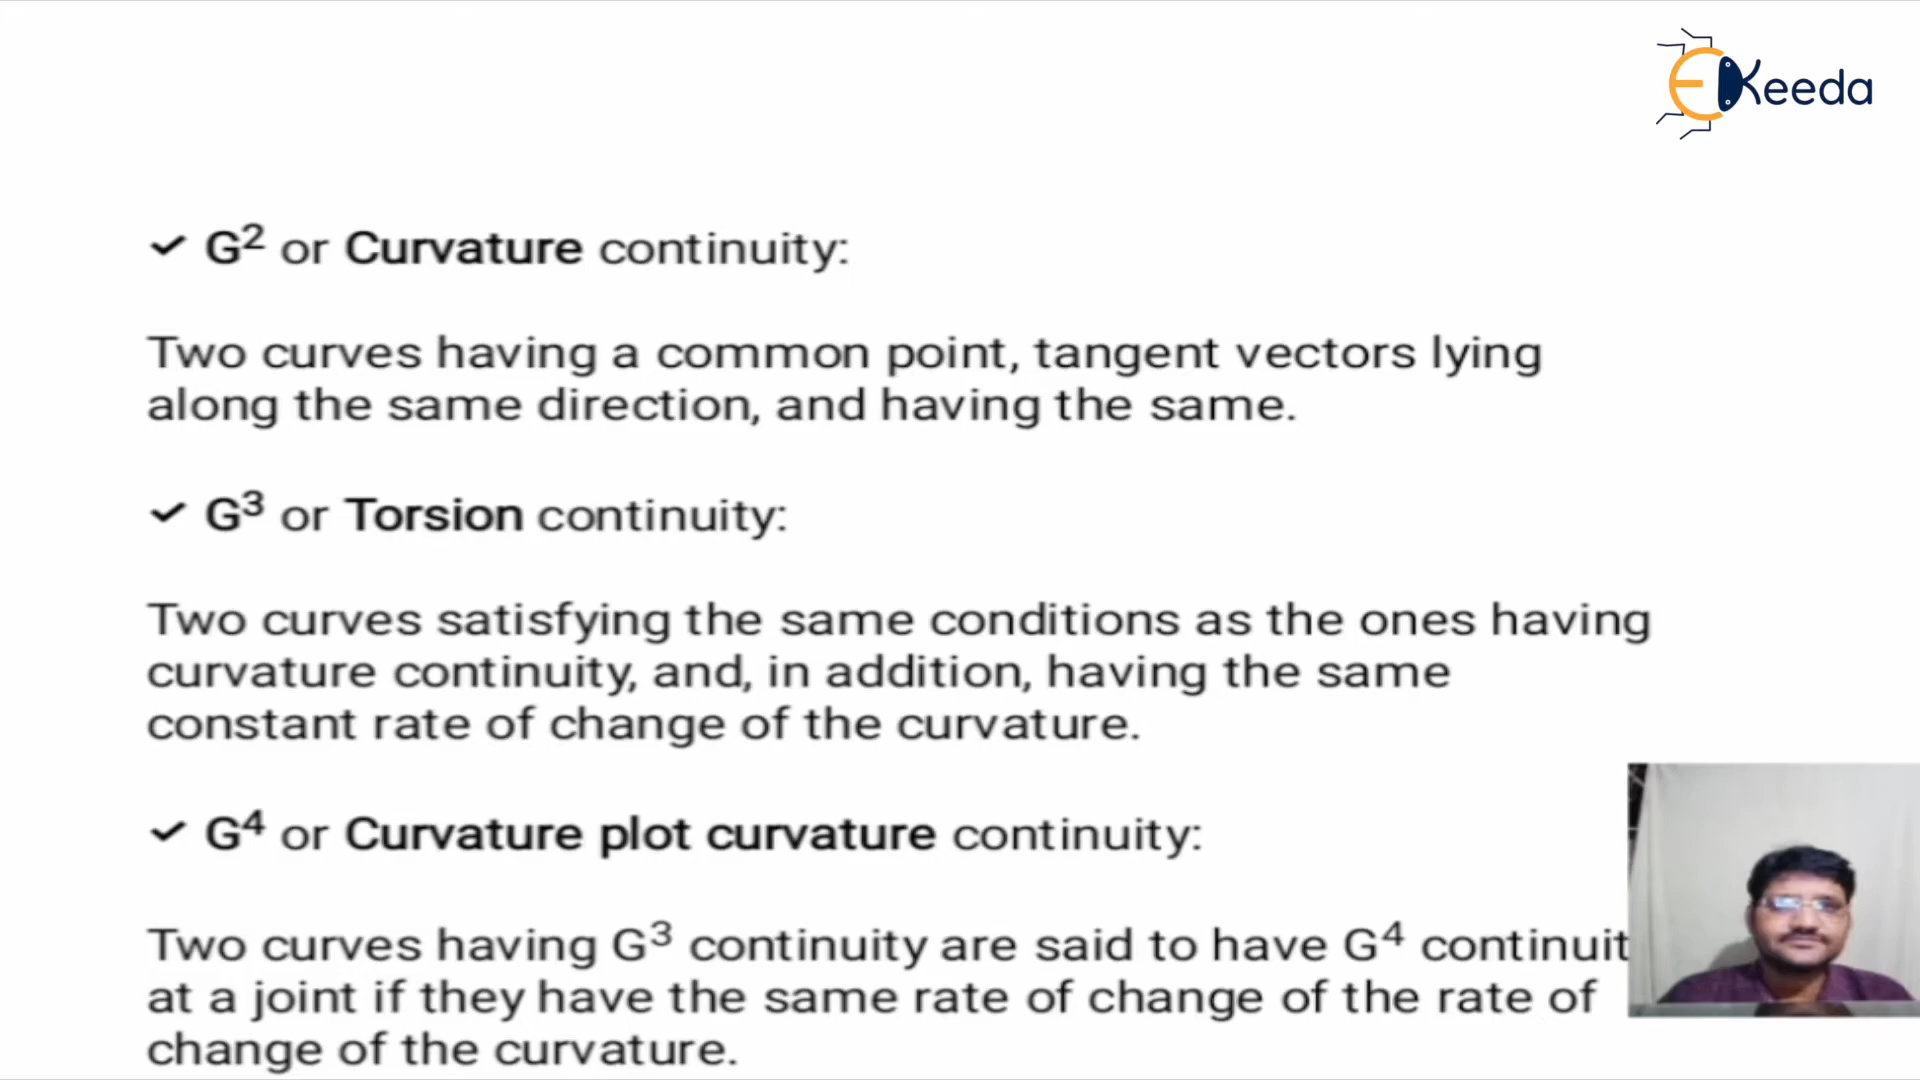 EKeeda
✓ G² or Curvature continuity:
Two curves having a common point, tangent vectors lying
along the same direction, and having the same.
✓ G³ or Torsion continuity:
Two curves satisfying the same conditions as the ones having
curvature continuity, and, in addition, having the same
constant rate of change of the curvature.
✓ G⁴ or Curvature plot curvature continuity:
Two curves having G³ continuity are said to have G⁴ continuit
at a joint if they have the same rate of change of the rate of
change of the curvature.